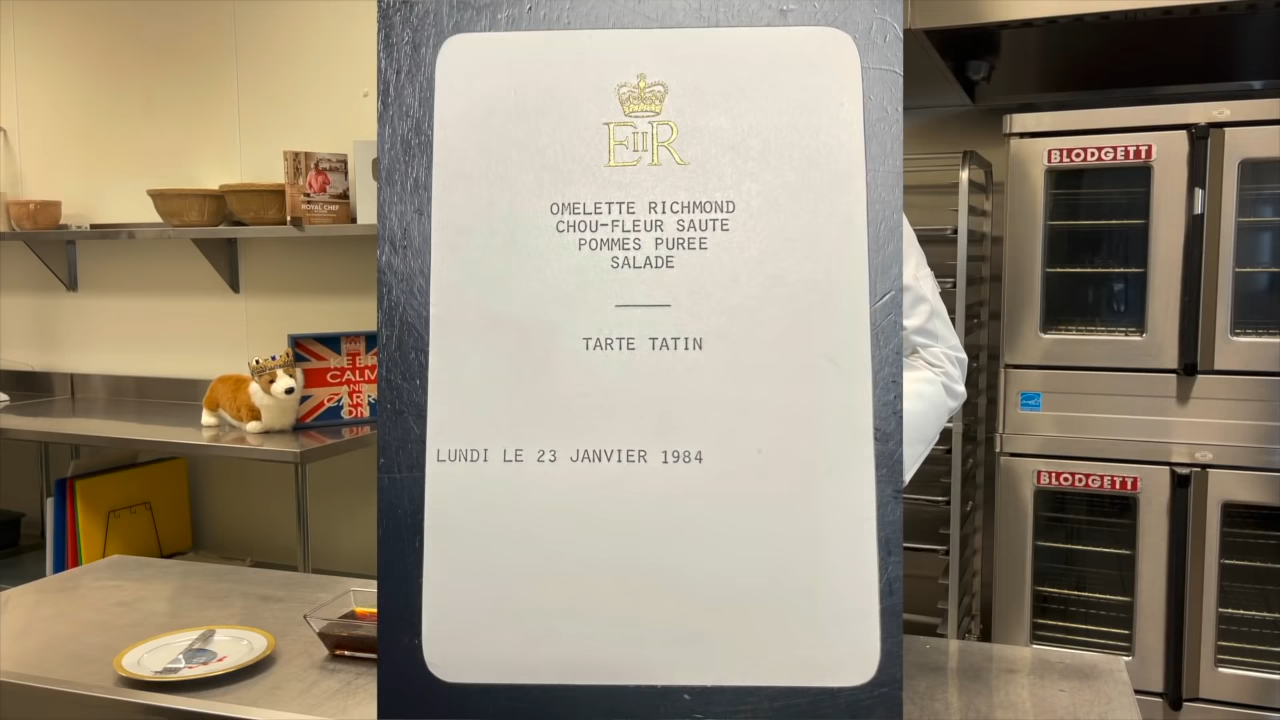 EIIR
OMELETTE RICHMOND
CHOU-FLEUR SAUTE
POMMES PUREE
SALADE
TARTE TATIN
LUNDI LE 23 JANVIER 1984
ROYAL CHEF
KEEP
CALM
AND
CARR
ON
BLODGETT
BLODGETT